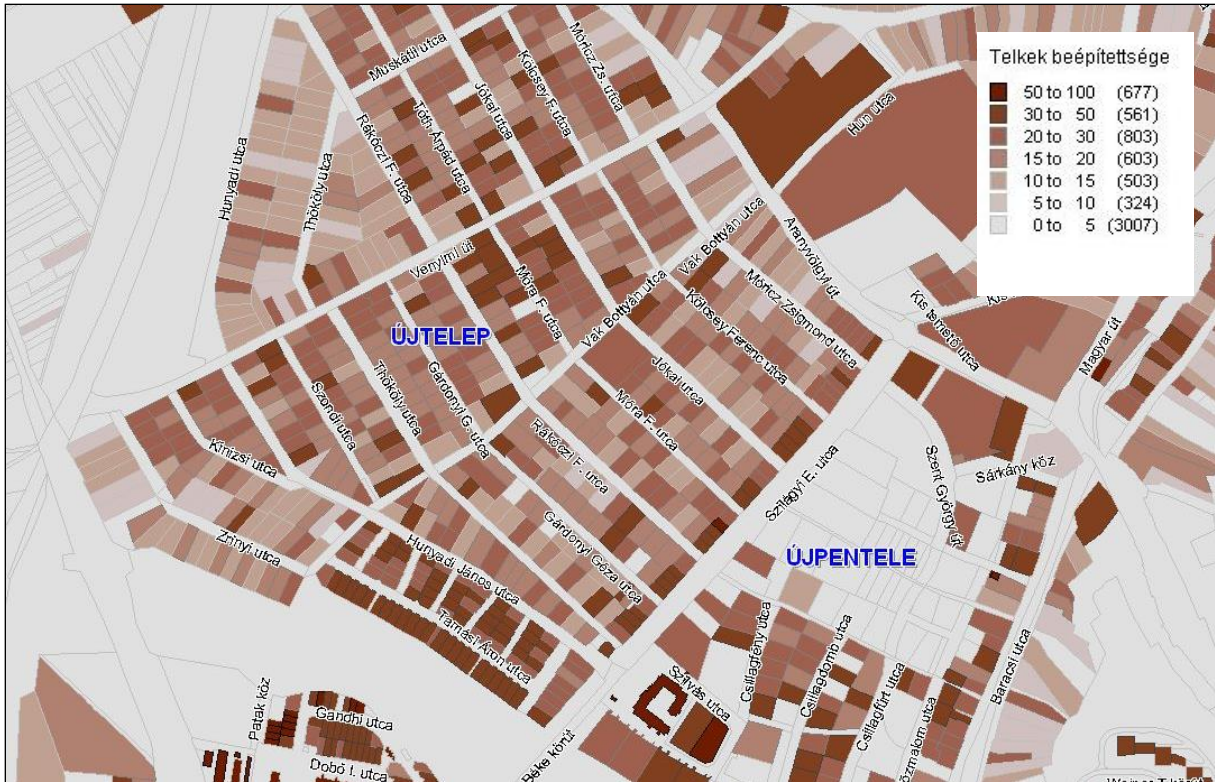 Telkek beépítettsége
50 to 100 (677)
30 to 50 (561)
20 to 30 (803)
15 to 20 (603)
10 to 15 (503)
5 to 10 (324)
0 to 5 (3007)
Muskátli utca
Móricz Zs. utca
Kölcsey F. utca
Jókai utca
Tóth Árpád utca
Rákóczi F. utca
Hunyadi utca
Thököly utca
Hun utca
Venyimi út
Vak Bottyán utca
Aranyvölgyi út
Móra F. utca
Vak Bottyán utca
Móricz Zsigmond utca
Kölcsey Ferenc utca
Kis temető utca
Magyar út
ÚJTELEP
Szondi utca
Thököly utca
Gárdonyi G. utca
Jókai utca
Móra F. utca
Kinizsi utca
Rákóczi F. utca
Szilágyi E. utca
Szent György út
Sárkány köz
Zrínyi utca
Hunyadi János utca
Gárdonyi Géza utca
ÚJPENTELE
Tamási Áron utca
Csillagfény utca
Csillagdomb utca
Csillagfürt utca
Baracsi utca
Szilvás utca
Patak köz
Gandhi utca
Dobó I. utca
Béke körút